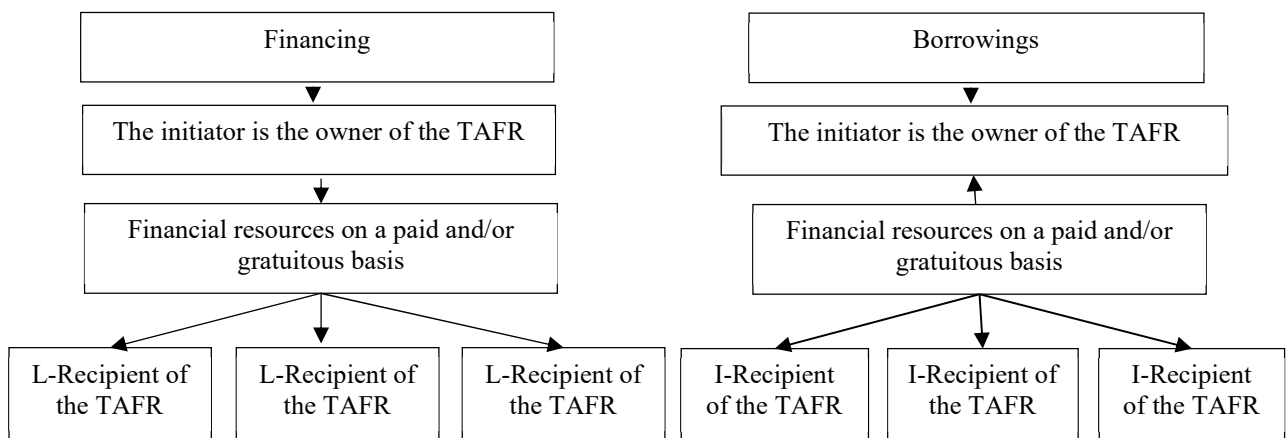 Financing
The initiator is the owner of the TAFR
Financial resources on a paid and/or
gratuitous basis
L-Recipient of
the TAFR
L-Recipient of
the TAFR
L-Recipient of
the TAFR
Borrowings
The initiator is the owner of the TAFR
Financial resources on a paid and/or
gratuitous basis
I-Recipient
of the TAFR
I-Recipient of
the TAFR
I-Recipient
of the TAFR